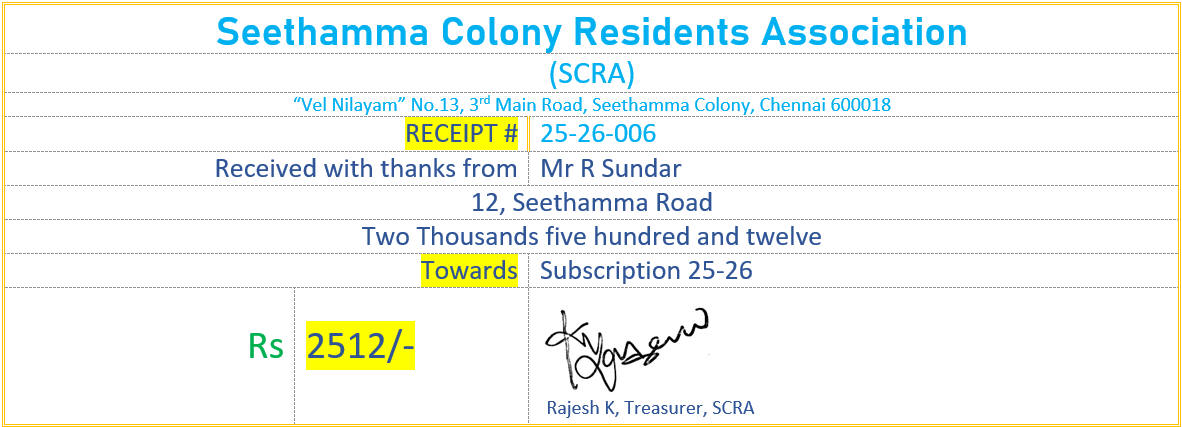 Seethamma Colony Residents Association
(SCRA)
“Vel Nilayam” No.13, 3rd Main Road, Seethamma Colony, Chennai 600018
RECEIPT # 25-26-006
Received with thanks from Mr R Sundar
12, Seethamma Road
Two Thousands five hundred and twelve
Towards Subscription 25-26
Rs 2512/-
Rajesh K, Treasurer, SCRA